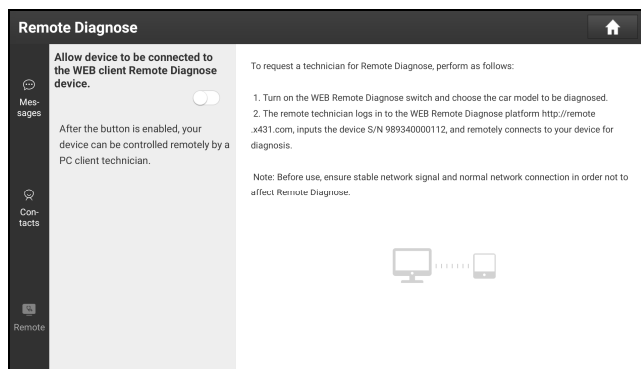 Remote Diagnose
Mes-
sages
Con-
tacts
Remote
Allow device to be connected to
the WEB client Remote Diagnose
device.
After the button is enabled, your
device can be controlled remotely by a
PC client technician.
To request a technician for Remote Diagnose, perform as follows:
1. Turn on the WEB Remote Diagnose switch and choose the car model to be diagnosed.
2. The remote technician logs in to the WEB Remote Diagnose platform http://remote
.x431.com, inputs the device S/N 989340000112, and remotely connects to your device for
diagnosis.
Note: Before use, ensure stable network signal and normal network connection in order not to
affect Remote Diagnose.